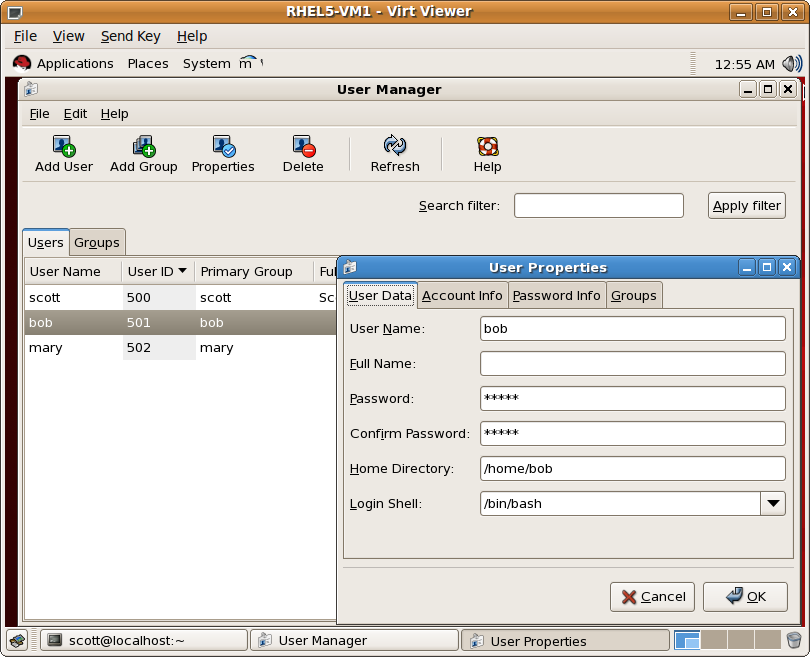 RHEL5-VM1 - Virt Viewer
File View Send Key Help
Applications Places System 12:55 AM
User Manager
File Edit Help
Add User Add Group Properties Delete Refresh Help
Search filter: Apply filter
Users Groups
User Name User ID Primary Group Ful
scott 500 scott Sc
bob 501 bob
mary 502 mary
User Properties
User Data Account Info Password Info Groups
User Name: bob
Full Name:
Password: *****
Confirm Password: *****
Home Directory: /home/bob
Login Shell: /bin/bash
Cancel OK
scott@localhost:~ User Manager User Properties